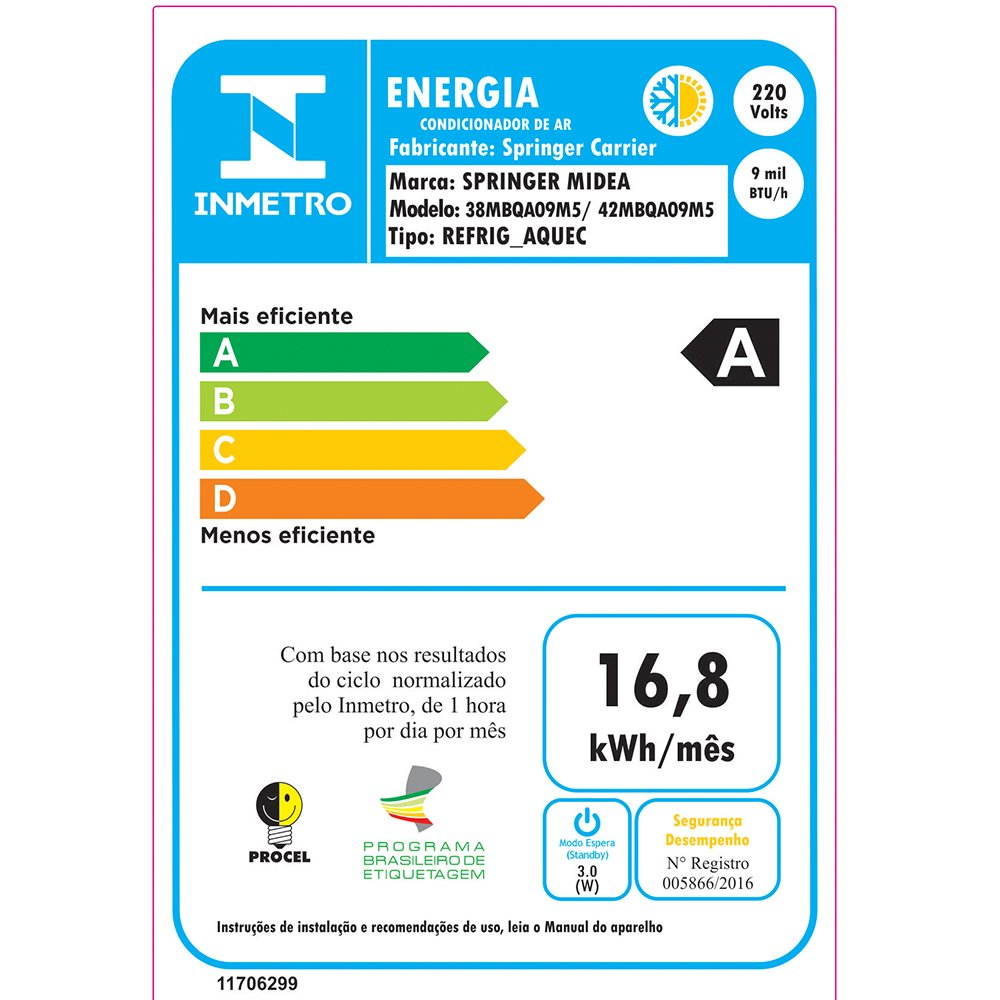 INMETRO
ENERGIA
CONDICIONADOR DE AR
Fabricante: Springer Carrier
Marca: SPRINGER MIDEA
Modelo: 38MBQA09M5/ 42MBQA09M5
Tipo: REFRIG_AQUEC
220
Volts
9 mil
BTU/h
Mais eficiente
A
A
B
C
D
Menos eficiente
Com base nos resultados
do ciclo normalizado
pelo Inmetro, de 1 hora
por dia por mês
16,8
kWh/mês
PROCEL
PROGRAMA
BRASILEIRO DE
ETIQUETAGEM
Modo Espera
(Standby)
3.0
(W)
Segurança
Desempenho
N° Registro
005866/2016
Instruções de instalação e recomendações de uso, leia o Manual do aparelho
11706299